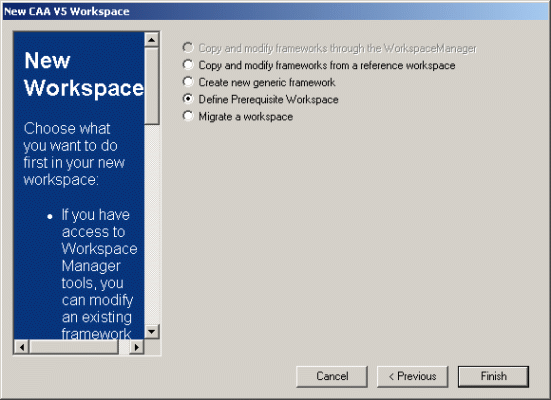 New CAA V5 Workspace
New
Workspace
Choose what
you want to do
first in your new
workspace:
• If you have
access to
Workspace
Manager
tools, you
can modify
an existing
framework
Copy and modify frameworks through the WorkspaceManager
Copy and modify frameworks from a reference workspace
Create new generic framework
Define Prerequisite Workspace
Migrate a workspace
Cancel
< Previous
Finish